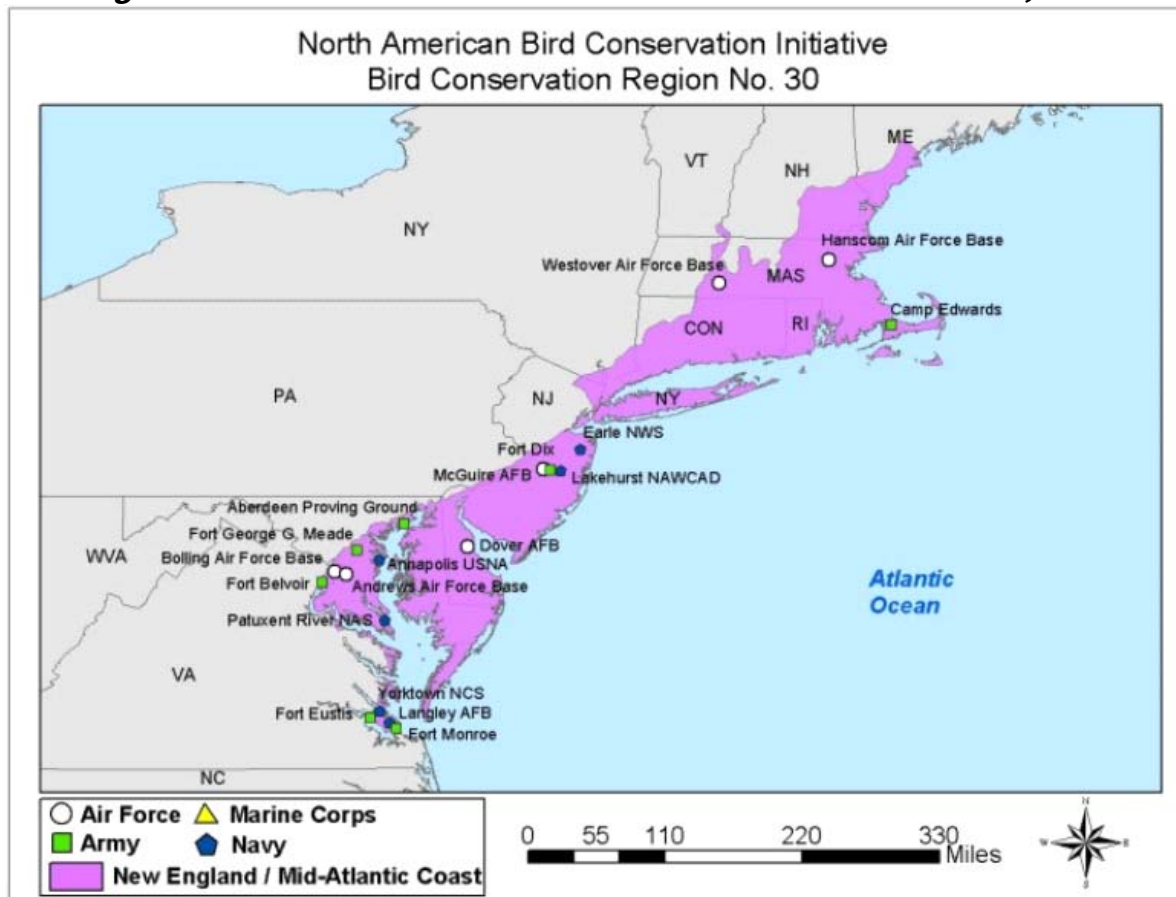 North American Bird Conservation Initiative
Bird Conservation Region No. 30
ME
VT
NH
NY
Hanscom Air Force Base
Westover Air Force Base
MAS
Camp Edwards
CON
RI
PA
NJ
NY
Earle NWS
Fort Dix
McGuire AFB
Lakehurst NAWCAD
Aberdeen Proving Ground
Fort George G. Meade
WVA
Dover AFB
Bolling Air Force Base
Annapolis USNA
Fort Belvoir
Andrews Air Force Base
Atlantic
Ocean
Patuxent River NAS
VA
Yorktown NCS
Fort Eustis
Langley AFB
Fort Monroe
NC
Air Force
Marine Corps
Army
Navy
New England / Mid-Atlantic Coast
0 55 110 220 330
Miles
N
W
E
S